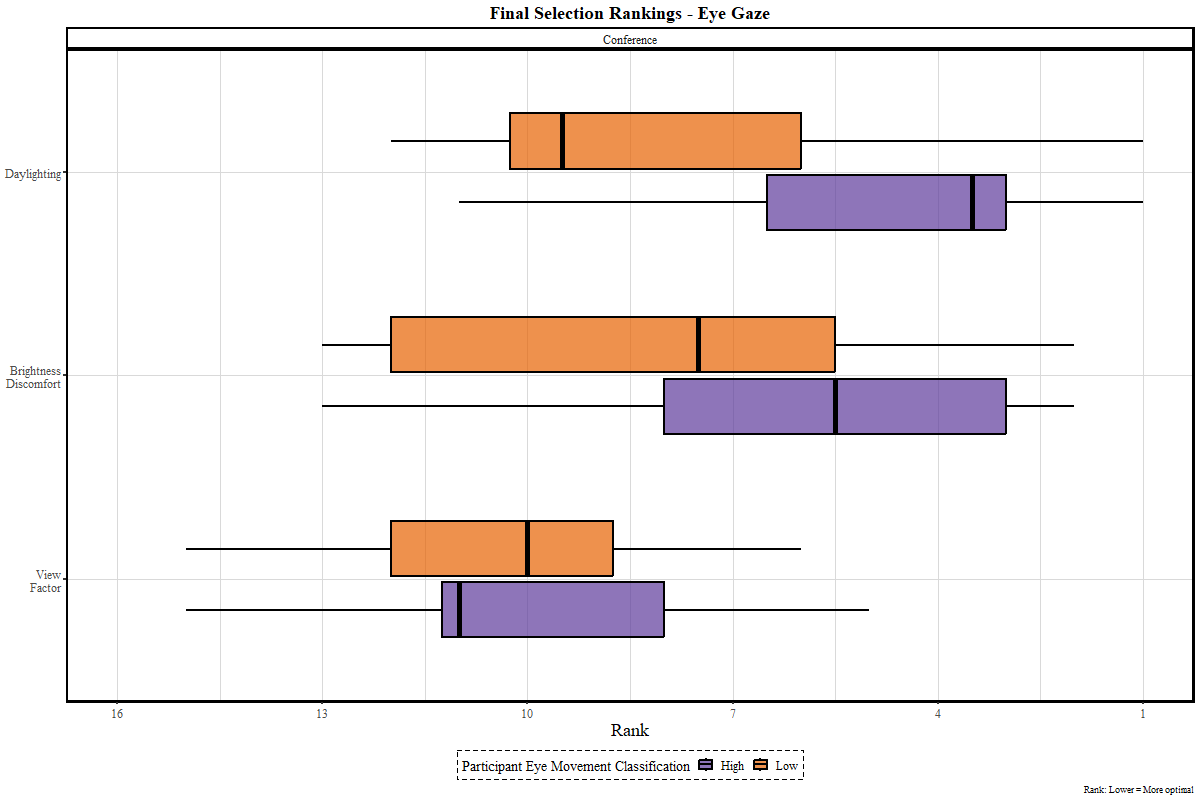 Final Selection Rankings - Eye Gaze
Conference
Daylighting
Brightness
Discomfort
View
Factor
16 13 10 7 4 1
Rank
Participant Eye Movement Classification High Low
Rank: Lower = More optimal